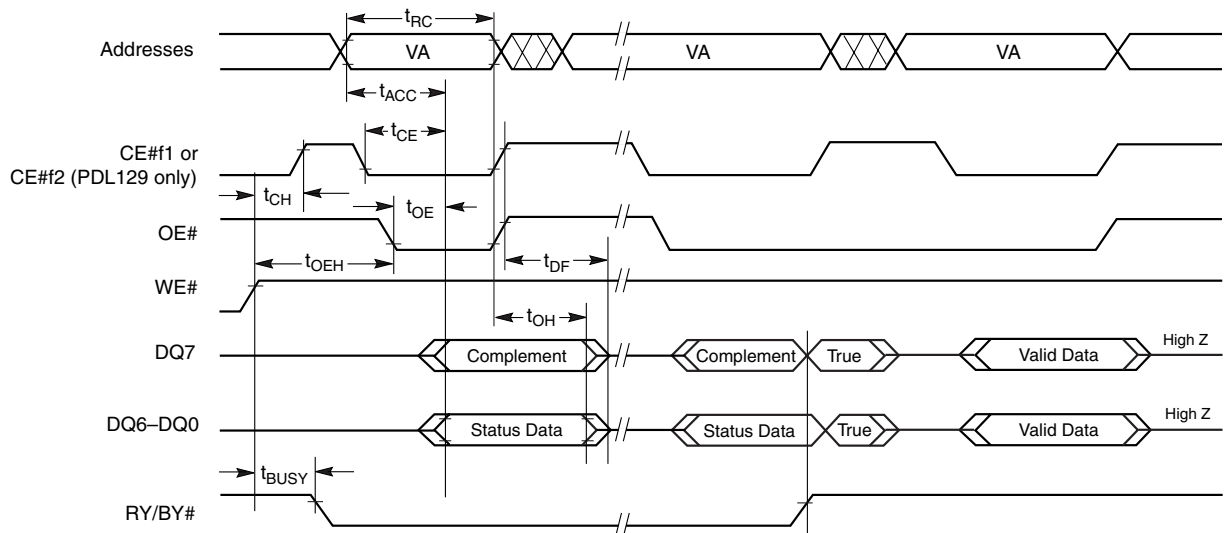 tRC
Addresses
VA
VA
VA
tACC
tCE
CE#f1 or
CE#f2 (PDL129 only)
tCH
tOE
OE#
tOEH
tDF
WE#
tOH
DQ7
Complement
Complement
True
Valid Data
High Z
DQ6–DQ0
Status Data
Status Data
True
Valid Data
High Z
tBUSY
RY/BY#